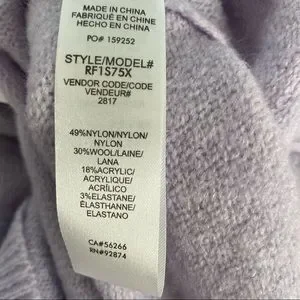 MADE IN CHINA
FABRIQUÉ EN CHINE
HECHO EN CHINA
PO# 159252
STYLE/MODEL#
RF1S75X
VENDOR CODE/CODE
VENDEUR#
2817
49%NYLON/NYLON/
NYLON
30%WOOL/LAINE/
LANA
18%ACRYLIC/
ACRYLIQUE/
ACRÍLICO
3%ELASTANE/
ÉLASTHANNE/
ELASTANO
CA#56266
RN#92874